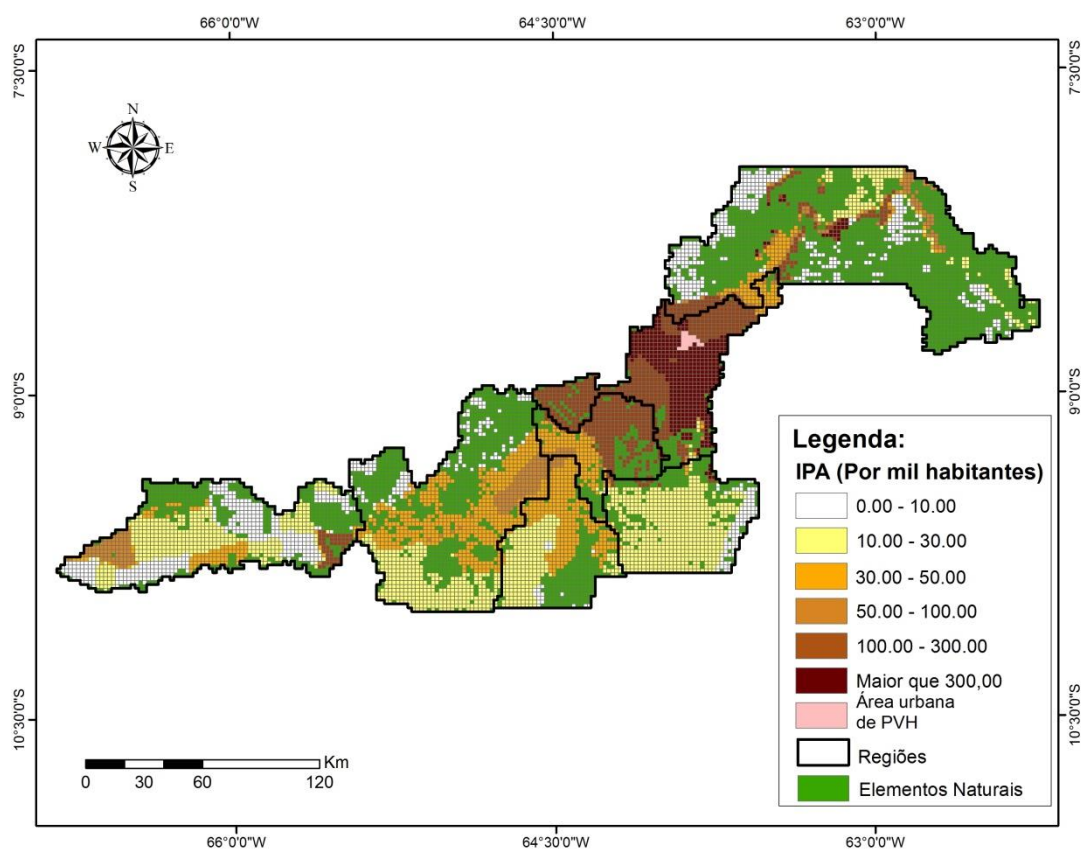 66°0'0"W
64°30'0"W
63°0'0"W
7°30'0"S
7°30'0"S
N
W
E
S
9°0'0"S
9°0'0"S
Legenda:
IPA (Por mil habitantes)
0.00 - 10.00
10.00 - 30.00
30.00 - 50.00
50.00 - 100.00
100.00 - 300.00
Maior que 300,00
Área urbana
de PVH
Regiões
Elementos Naturais
10°30'0"S
10°30'0"S
Km
0 30 60 120
66°0'0"W
64°30'0"W
63°0'0"W